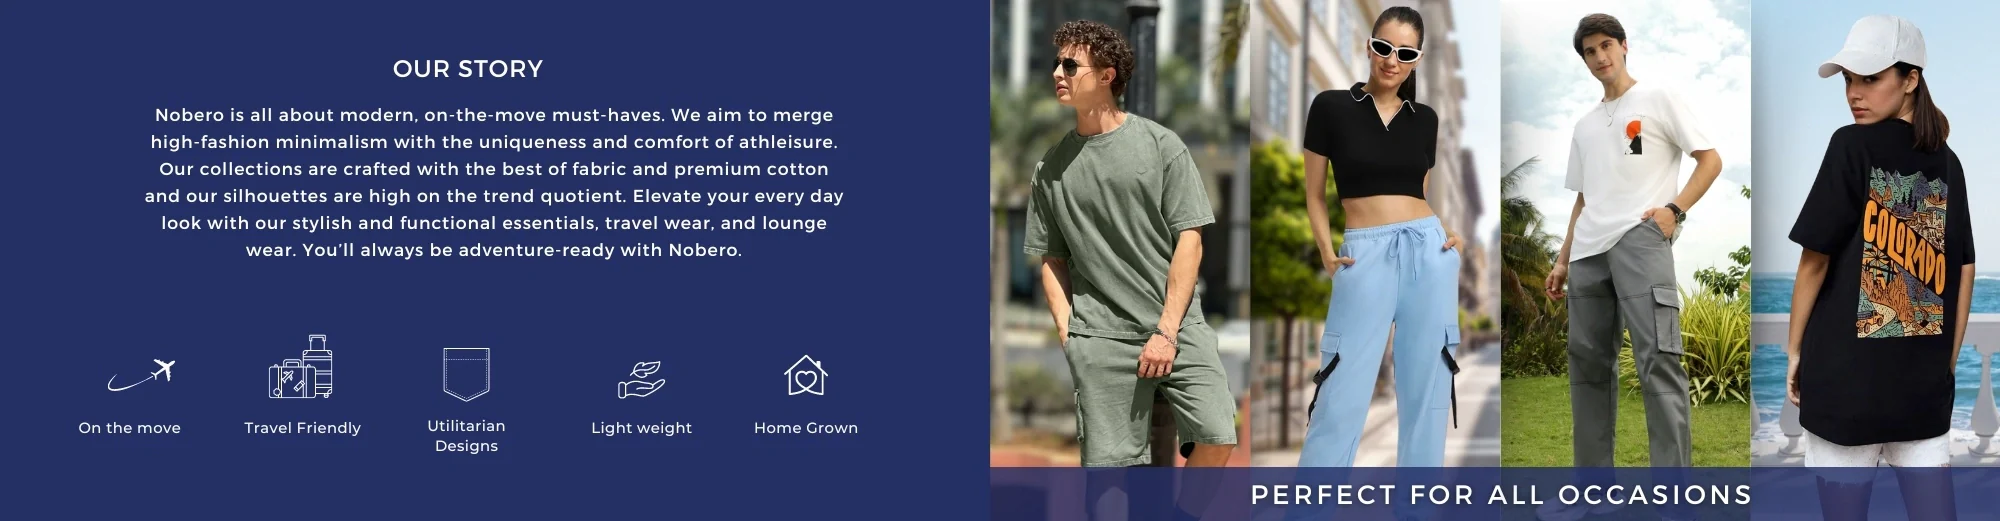 OUR STORY
Nobero is all about modern, on-the-move must-haves. We aim to merge
high-fashion minimalism with the uniqueness and comfort of athleisure.
Our collections are crafted with the best of fabric and premium cotton
and our silhouettes are high on the trend quotient. Elevate your every day
look with our stylish and functional essentials, travel wear, and lounge
wear. You’ll always be adventure-ready with Nobero.
On the move
Travel Friendly
Utilitarian
Designs
Light weight
Home Grown
COLORADO
PERFECT FOR ALL OCCASIONS